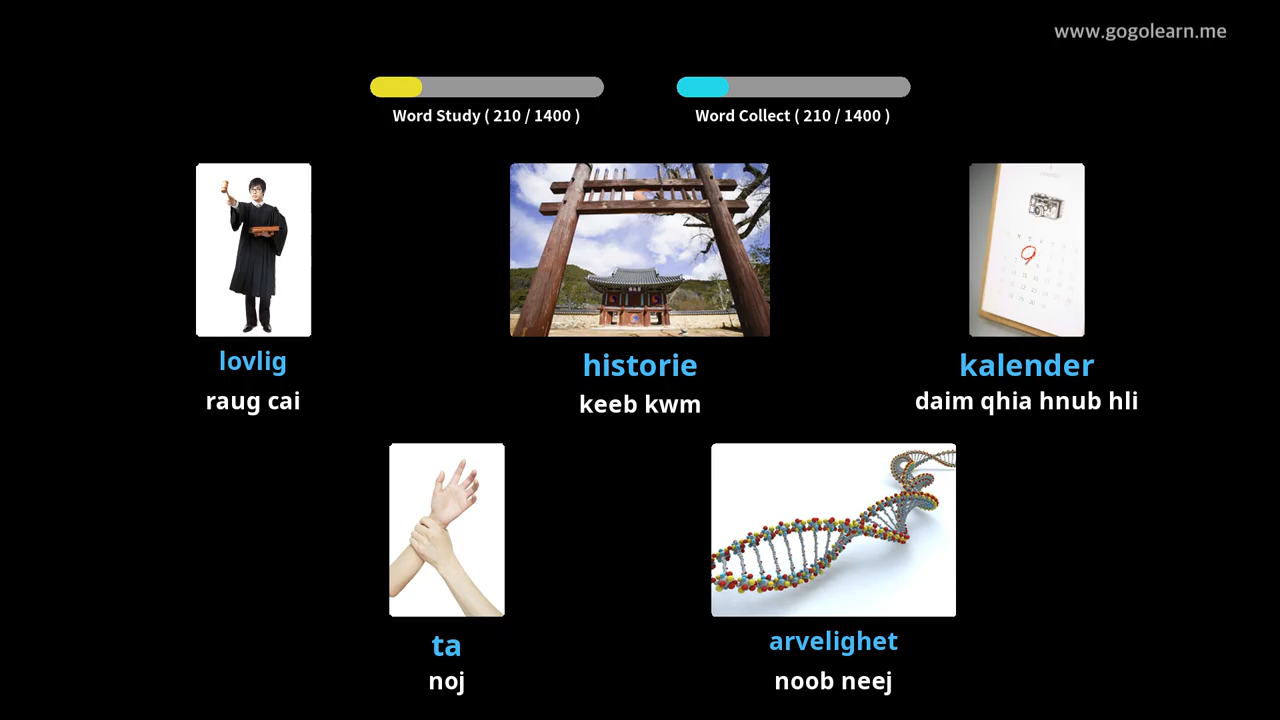 www.gogolearn.me
Word Study ( 210 / 1400 )
Word Collect ( 210 / 1400 )
lovlig
raug cai
historie
keeb kwm
kalender
daim qhia hnub hli
ta
noj
arvelighet
noob neej